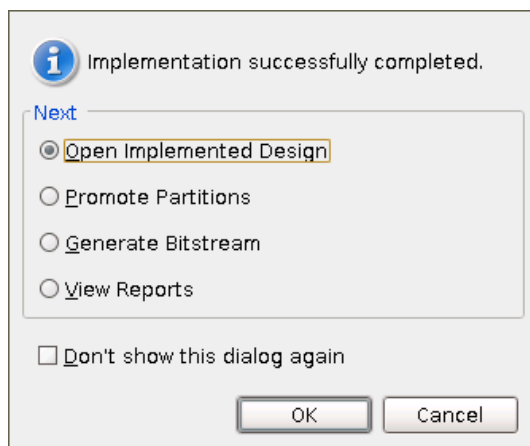 Implementation successfully completed.
Next
Open Implemented Design
Promote Partitions
Generate Bitstream
View Reports
Don't show this dialog again
OK Cancel